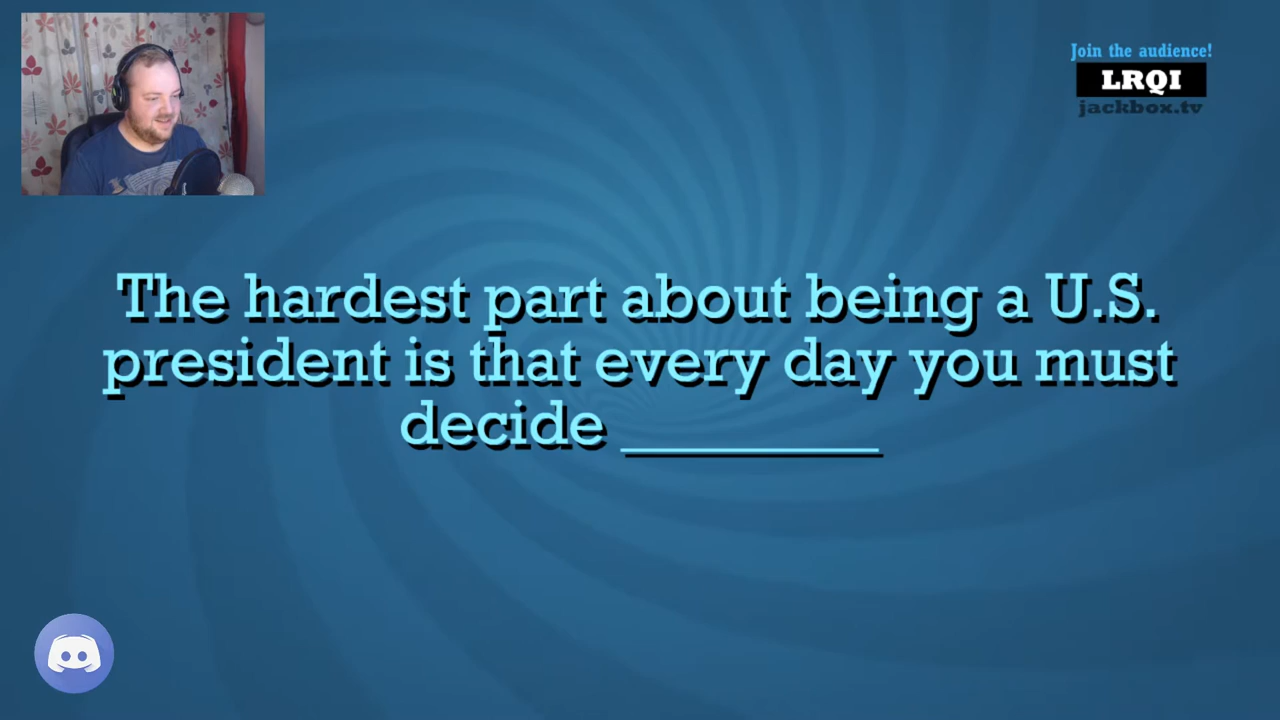 Join the audience!
LRQI
jackbox.tv
The hardest part about being a U.S.
president is that every day you must
decide ________